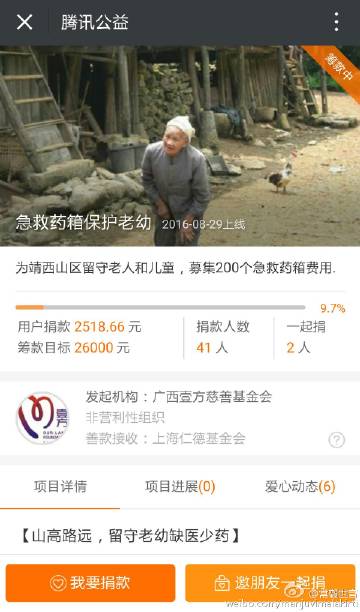 腾讯公益
筹款中
急救药箱保护老幼 2016-08-29上线
为靖西山区留守老人和儿童，募集200个急救药箱费用.
9.7%
用户捐款 2518.66 元 捐款人数 一起捐
筹款目标 26000 元 41 人 2 人
发起机构：广西壹方慈善基金会
非营利性组织
善款接收：上海仁德基金会
项目详情 项目进展(0) 爱心动态(6)
【山高路远，留守老幼缺医少药】
我要捐款 邀朋友一起捐